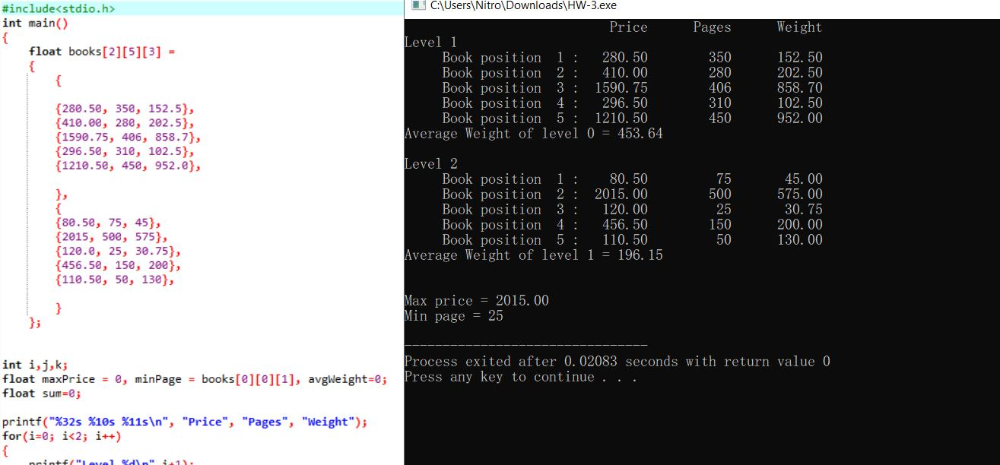 #include<stdio.h>
int main()
{
    float books[2][5][3] =
    {
        {

        {280.50, 350, 152.5},
        {410.00, 280, 202.5},
        {1590.75, 406, 858.7},
        {296.50, 310, 102.5},
        {1210.50, 450, 952.0},

        },
        {
        {80.50, 75, 45},
        {2015, 500, 575},
        {120.0, 25, 30.75},
        {456.50, 150, 200},
        {110.50, 50, 130},

        }
    };

int i,j,k;
float maxPrice = 0, minPage = books[0][0][1], avgWeight=0;
float sum=0;

printf("%32s %10s %11s\n", "Price", "Pages", "Weight");
for(i=0; i<2; i++)
{
    printf("Level %d\n" i+1);
C:\Users\Nitro\Downloads\HW-3.exe
                           Price      Pages      Weight
Level 1
     Book position  1 :   280.50        350      152.50
     Book position  2 :   410.00        280      202.50
     Book position  3 :  1590.75        406      858.70
     Book position  4 :   296.50        310      102.50
     Book position  5 :  1210.50        450      952.00
Average Weight of level 0 = 453.64

Level 2
     Book position  1 :    80.50         75       45.00
     Book position  2 :  2015.00        500      575.00
     Book position  3 :   120.00         25       30.75
     Book position  4 :   456.50        150      200.00
     Book position  5 :   110.50         50      130.00
Average Weight of level 1 = 196.15


Max price = 2015.00
Min page = 25

--------------------------------
Process exited after 0.02083 seconds with return value 0
Press any key to continue . . .